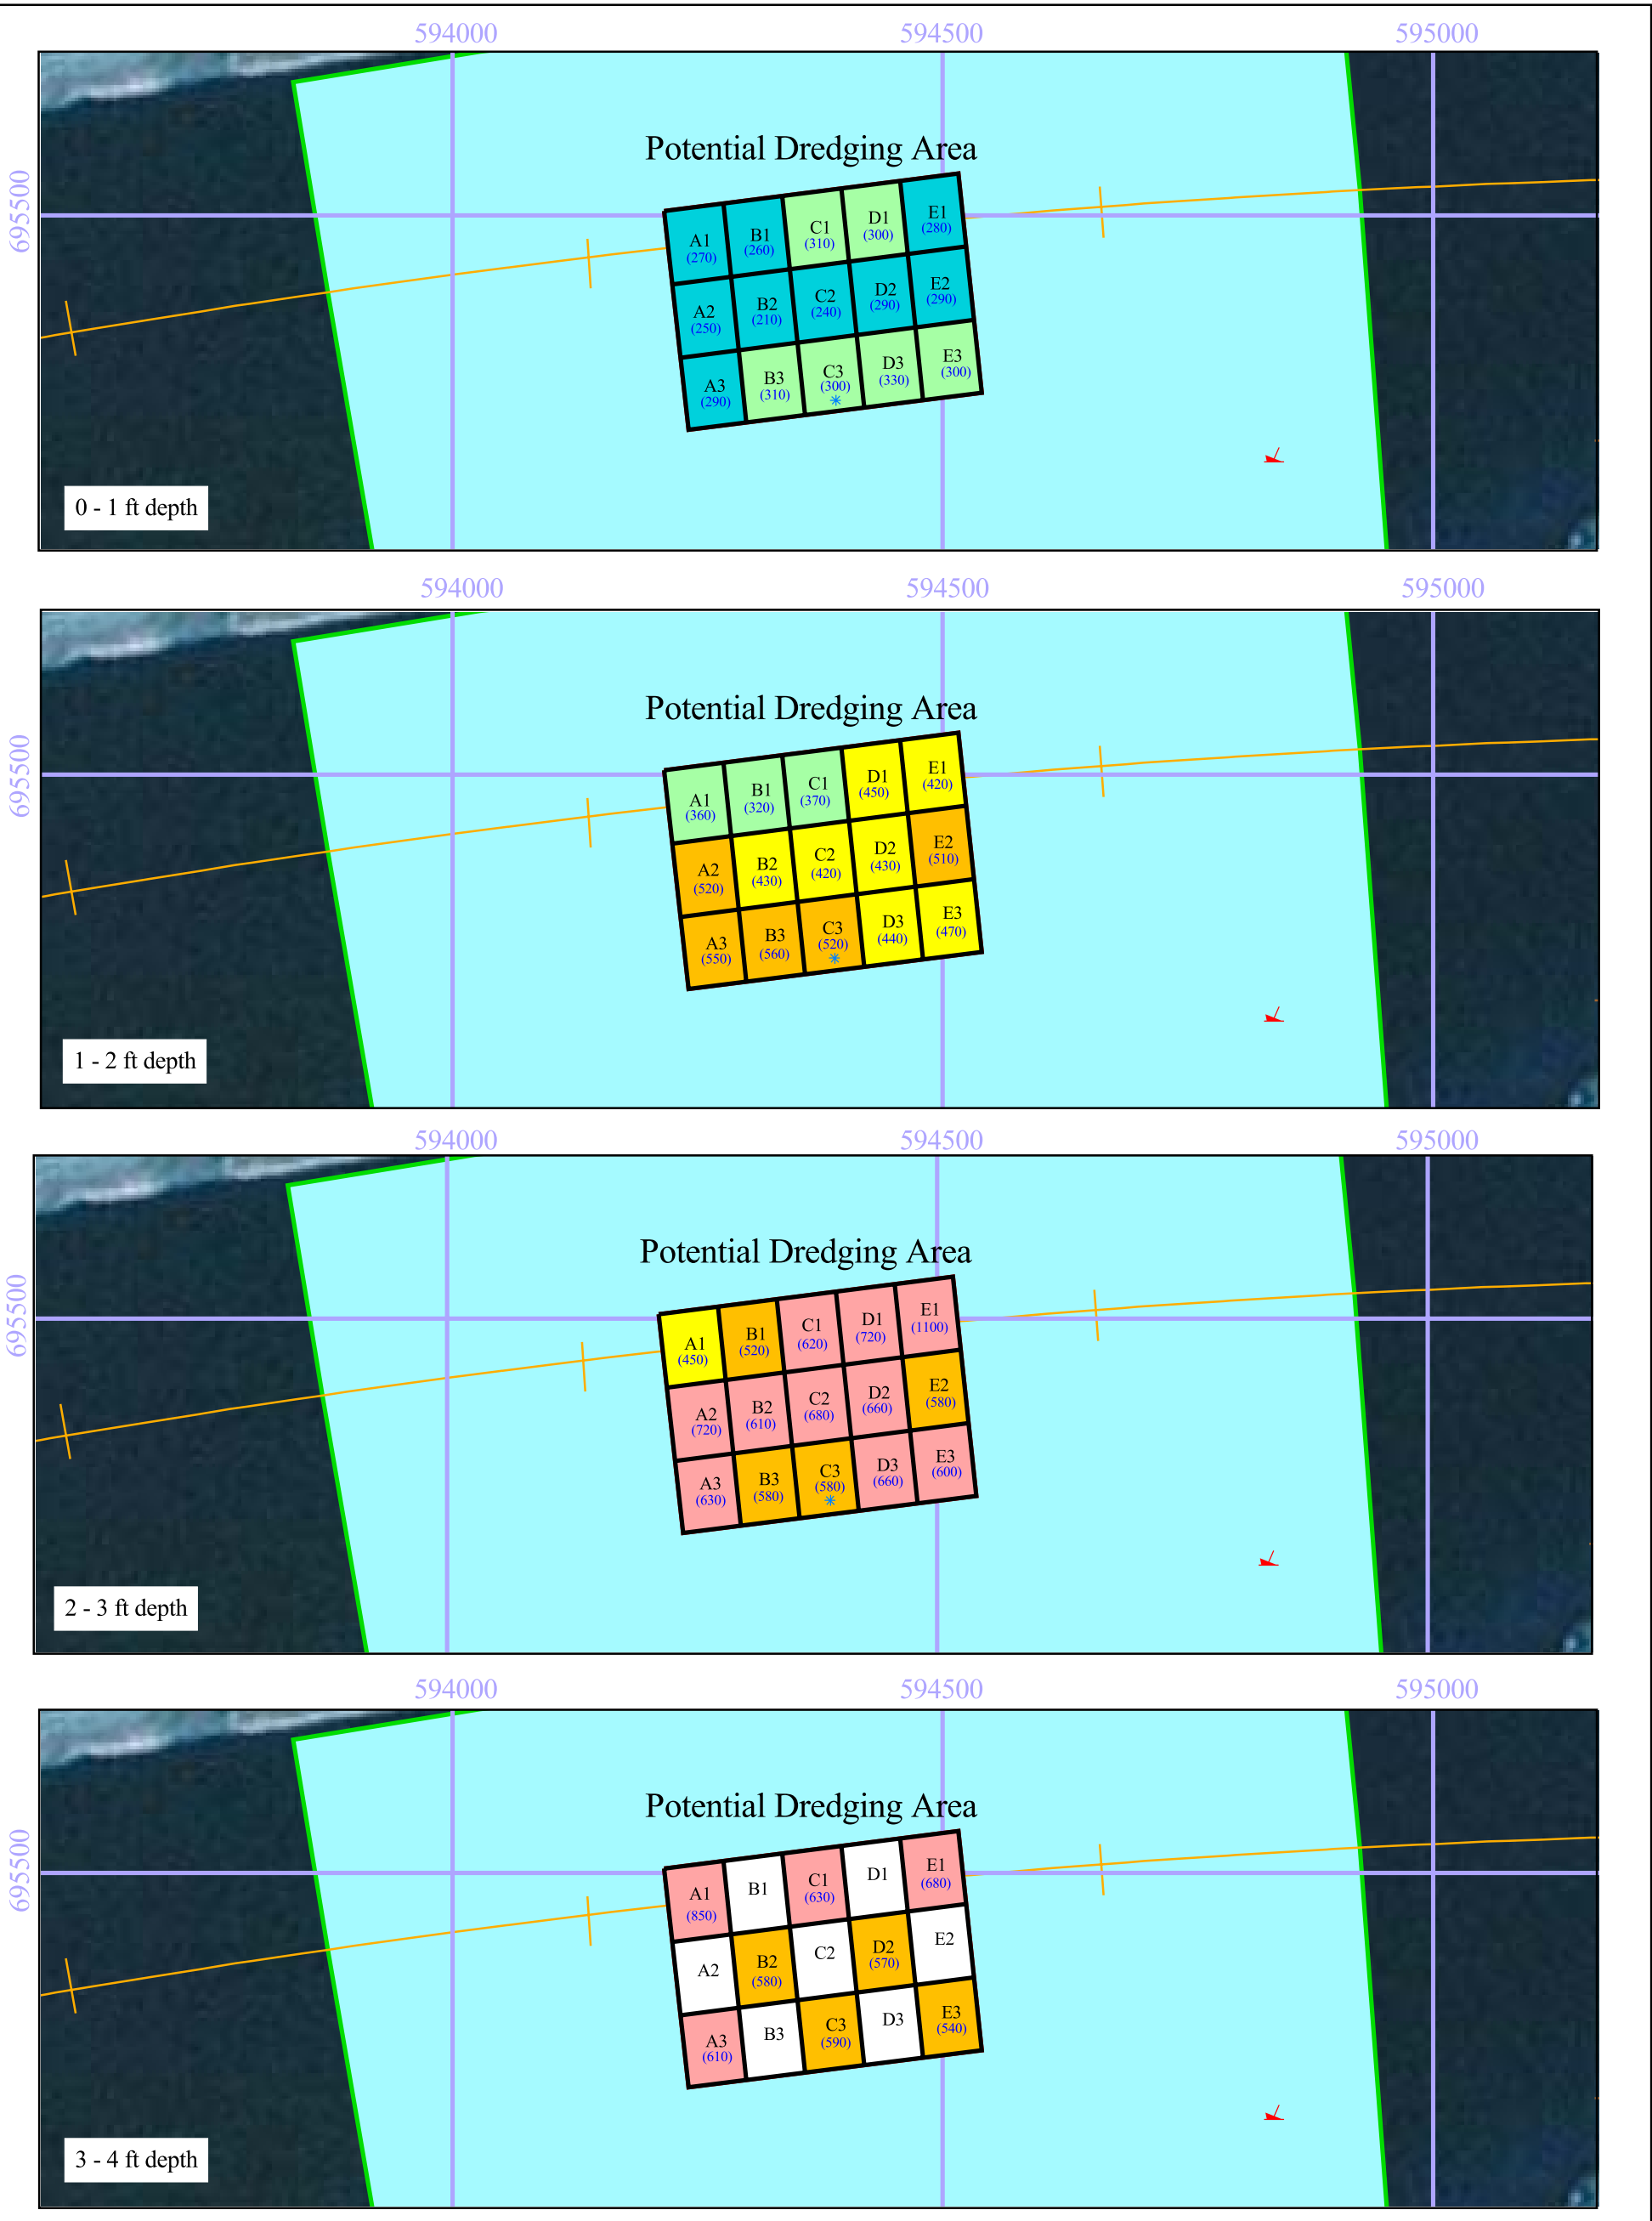 594000 594500 595000
695500
Potential Dredging Area
A1 B1 C1 D1 E1
(270) (260) (310) (300) (280)
A2 B2 C2 D2 E2
(250) (210) (240) (290) (290)
A3 B3 C3 D3 E3
(290) (310) (300) (330) (300)
*
0 - 1 ft depth
594000 594500 595000
695500
Potential Dredging Area
A1 B1 C1 D1 E1
(360) (320) (370) (450) (420)
A2 B2 C2 D2 E2
(520) (430) (420) (430) (510)
A3 B3 C3 D3 E3
(550) (560) (520) (440) (470)
*
1 - 2 ft depth
594000 594500 595000
695500
Potential Dredging Area
A1 B1 C1 D1 E1
(450) (520) (620) (720) (1100)
A2 B2 C2 D2 E2
(720) (610) (680) (660) (580)
A3 B3 C3 D3 E3
(630) (580) (580) (660) (600)
*
2 - 3 ft depth
594000 594500 595000
695500
Potential Dredging Area
A1 B1 C1 D1 E1
(850) (630) (680)
A2 B2 C2 D2 E2
(580) (570)
A3 B3 C3 D3 E3
(610) (590) (540)
3 - 4 ft depth